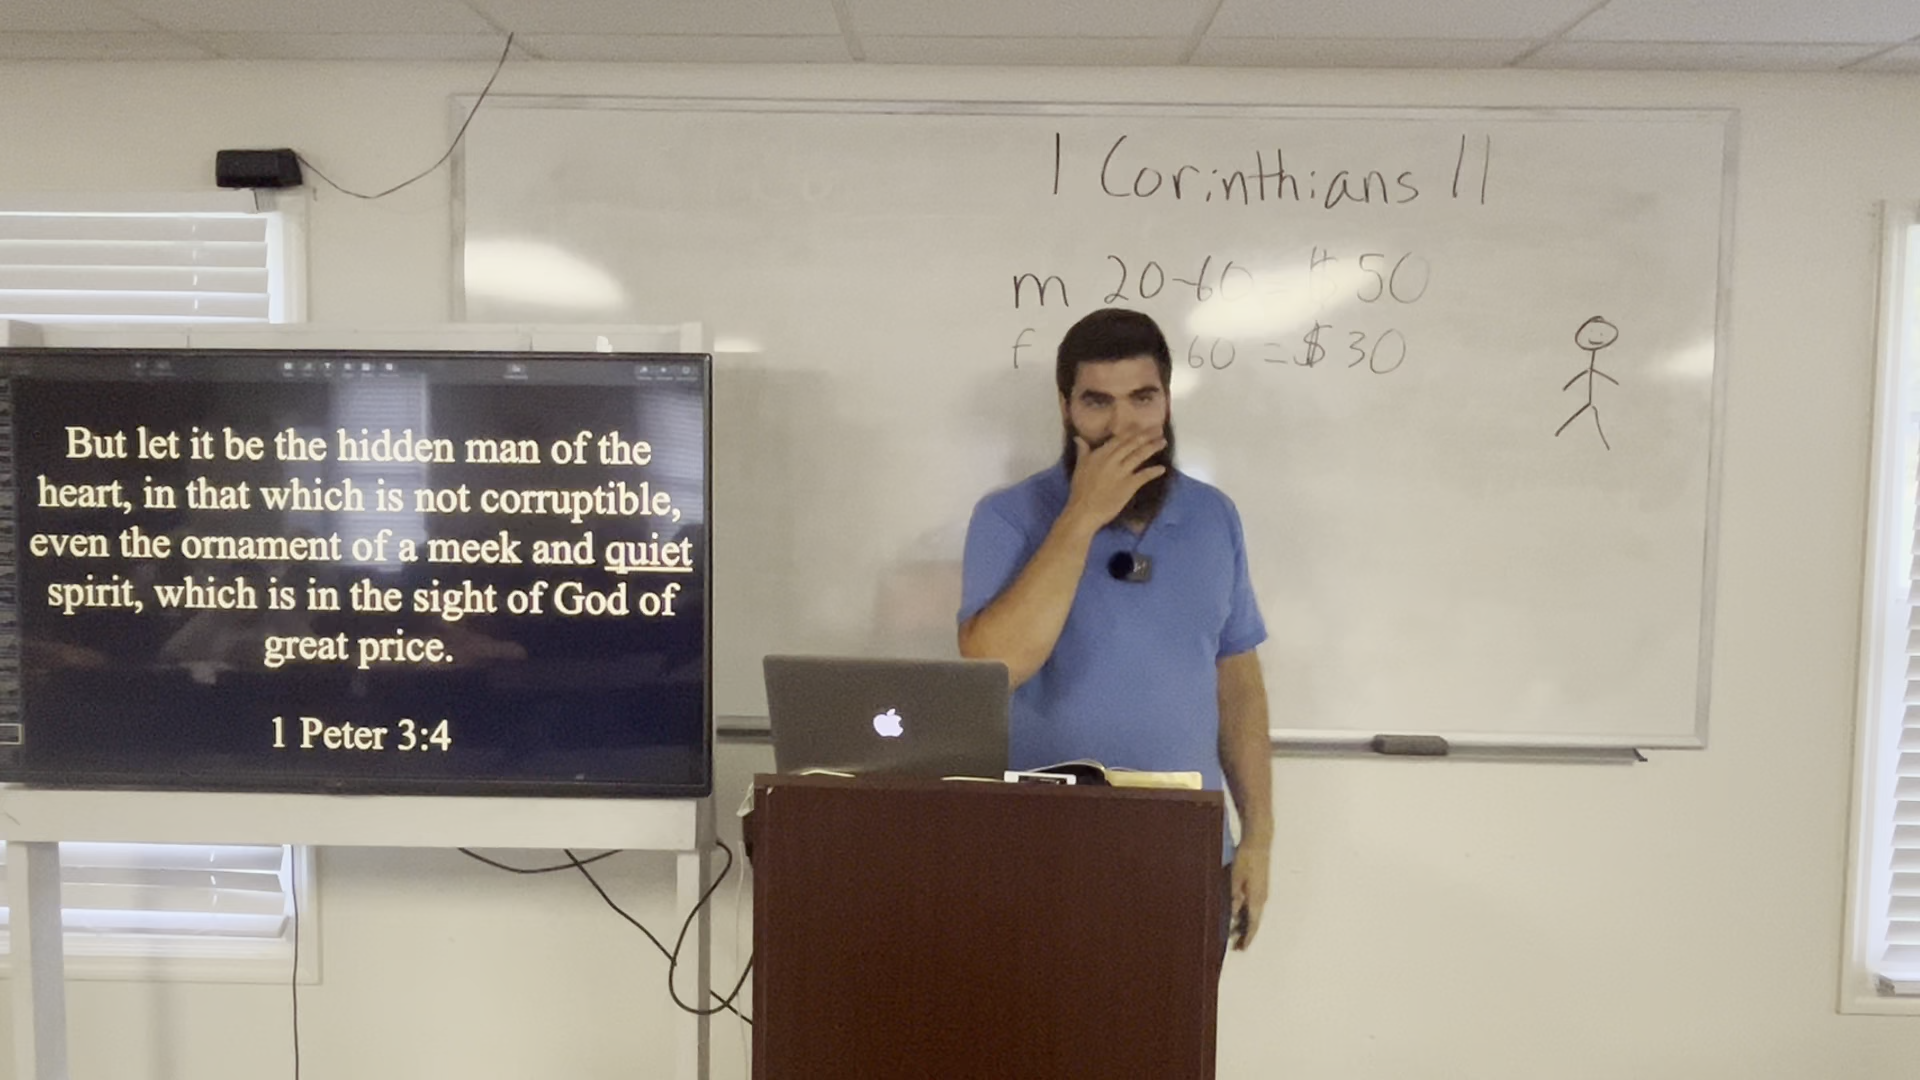 1 Corinthians 11
m 20-60 = $50
f 60 = $30
But let it be the hidden man of the
heart, in that which is not corruptible,
even the ornament of a meek and quiet
spirit, which is in the sight of God of
great price.
1 Peter 3:4